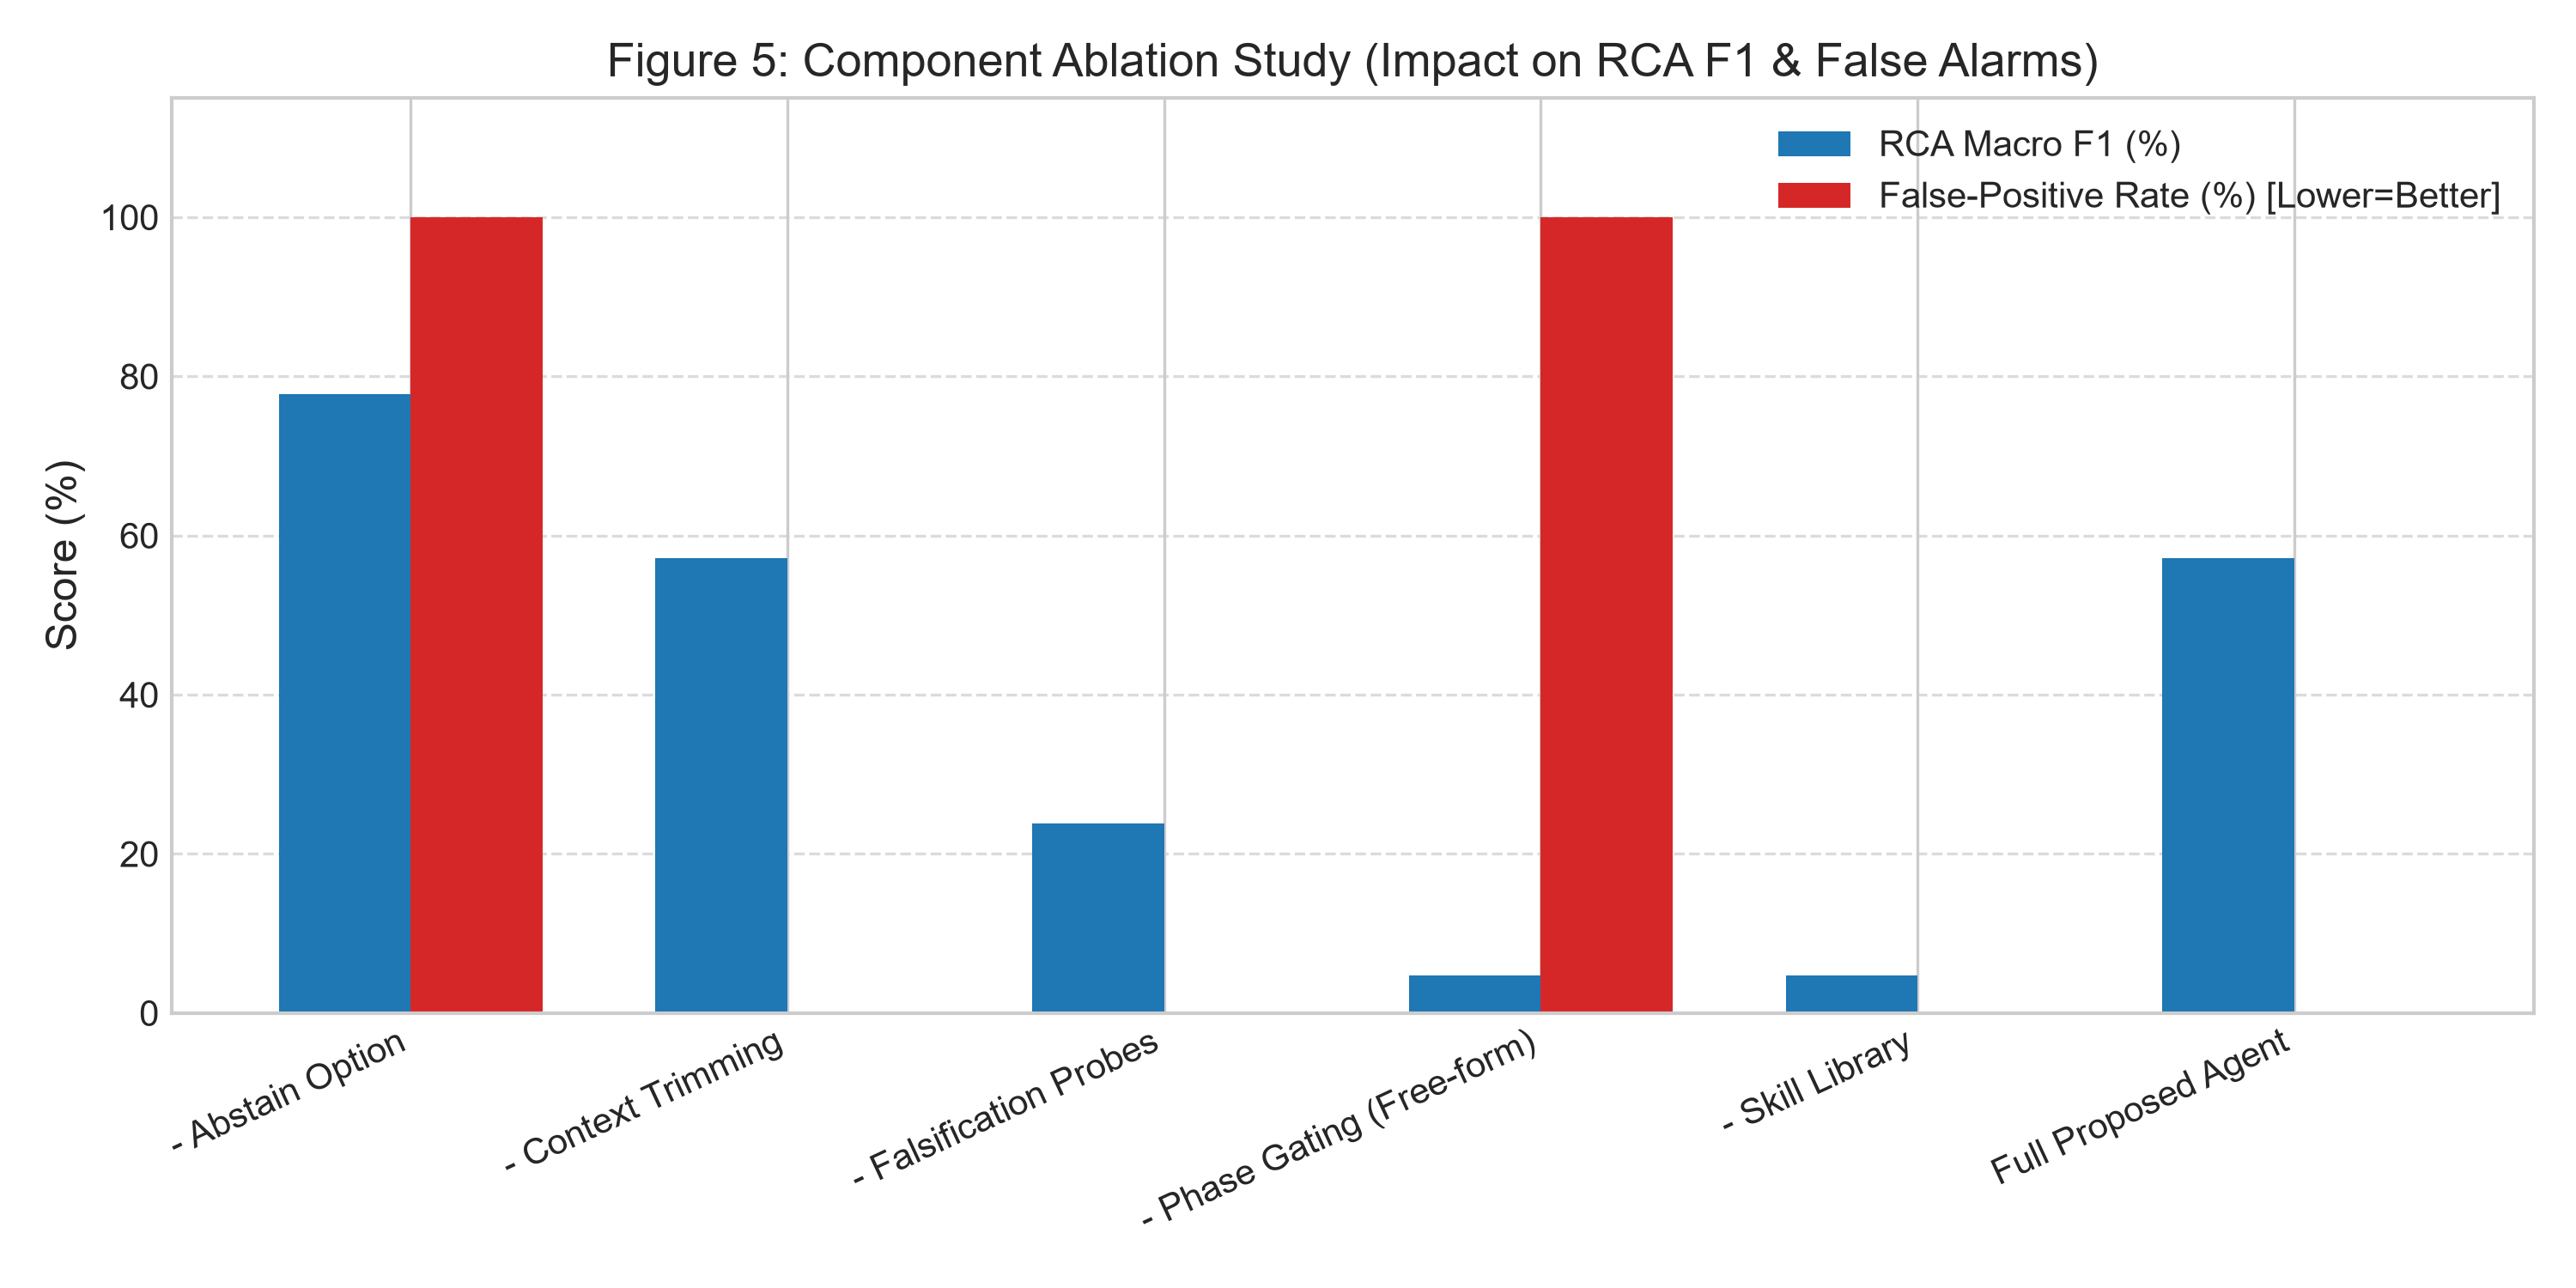 Figure 5: Component Ablation Study (Impact on RCA F1 & False Alarms)
RCA Macro F1 (%)
False-Positive Rate (%) [Lower=Better]
Score (%)
100
80
60
40
20
0
- Abstain Option
- Context Trimming
- Falsification Probes
- Phase Gating (Free-form)
- Skill Library
Full Proposed Agent